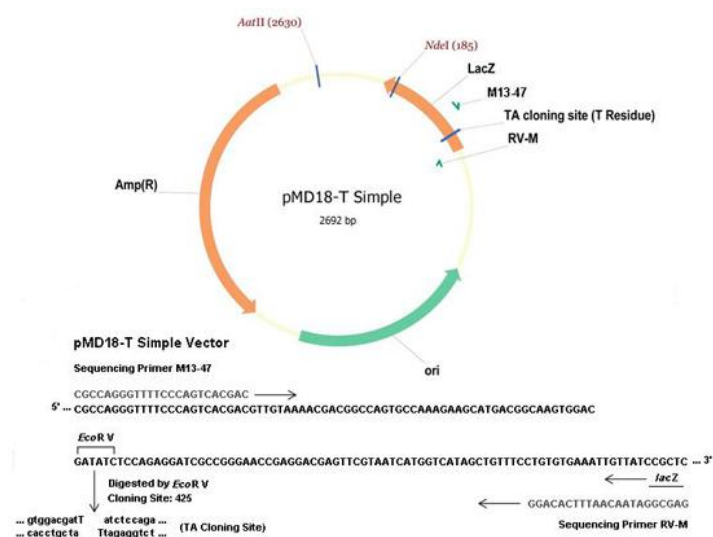 AatII (2630)
NdeI (185)
LacZ
M13-47
TA cloning site (T Residue)
RV-M
Amp(R)
pMD18-T Simple
2692 bp
ori
pMD18-T Simple Vector
Sequencing Primer M13-47
CGCCAGGGTTTTCCCAGTCACGAC
5' ... CGCCAGGGTTTTCCCAGTCACGACGTTGTAAAACGACGGCCAGTGCCAAAGAAGCATGACGGCAAGTGGAC
EcoR V
GATATCTCCAGAGGATCGCCGGGAACCGAGGACGAGTTCGTAATCATGGTCATAGCTGTTTCCTGTGTGAAATTGTTATCCGCTC ... 3'
Digested by EcoR V
Cloning Site: 425
lacZ
GGACACTTTAACAATAGGCGAG
... gtggacgatT atctccaga ...
(TA Cloning Site)
... cacctgcta Ttagaggtct ...
Sequencing Primer RV-M